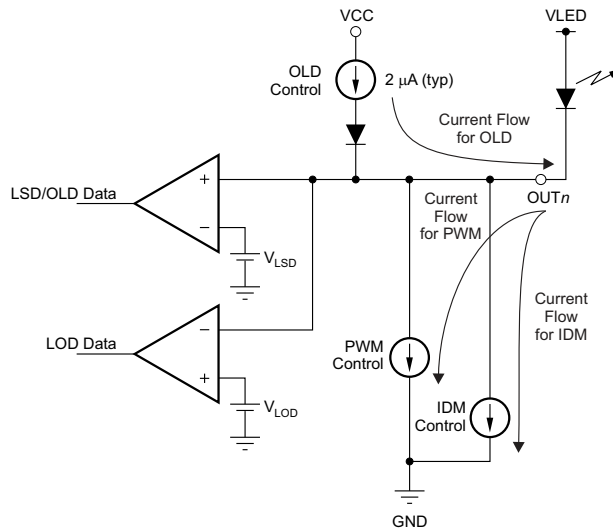 VCC
VLED
OLD
Control
2 μA (typ)
Current Flow
for OLD
LSD/OLD Data
+
−
VLSD
OUTn
Current
Flow
for PWM
LOD Data
−
+
VLOD
PWM
Control
IDM
Control
Current
Flow
for IDM
GND